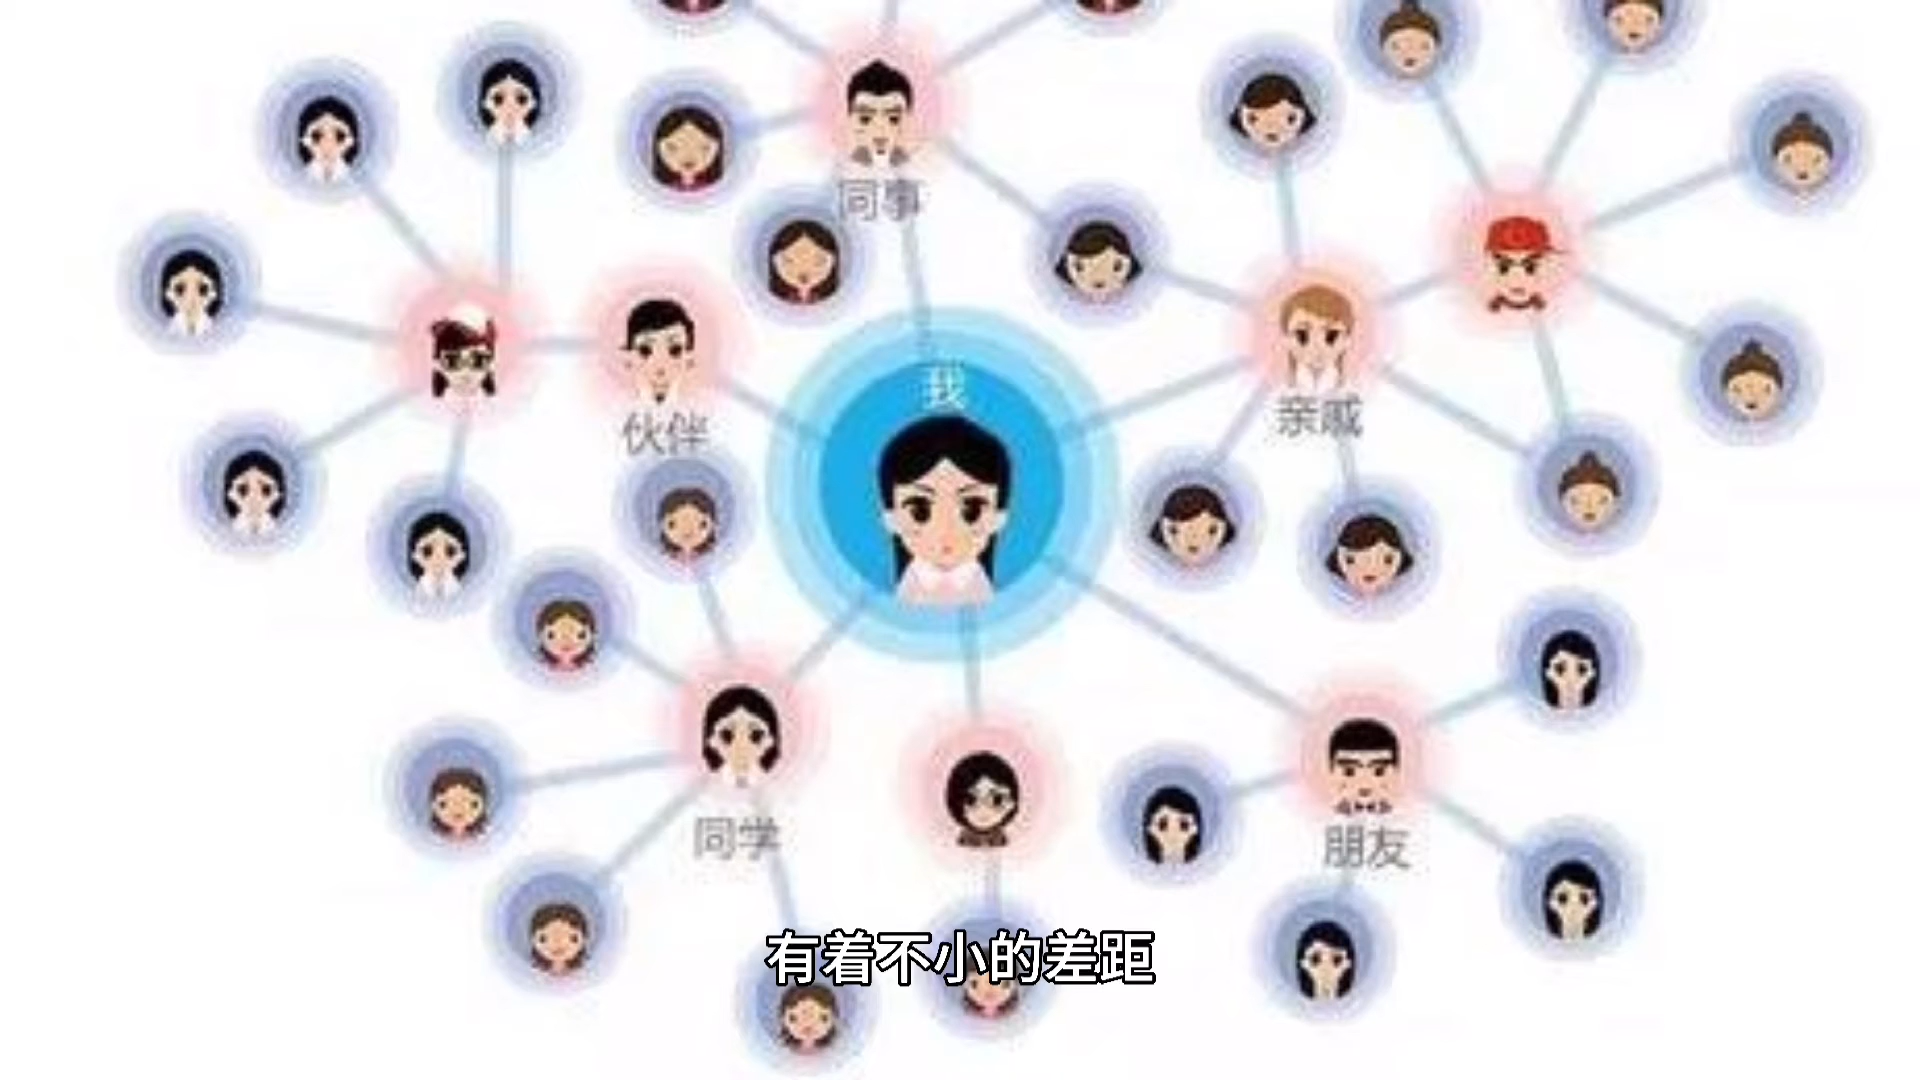 同事
我
伙伴
亲戚
同学
朋友
有着不小的差距